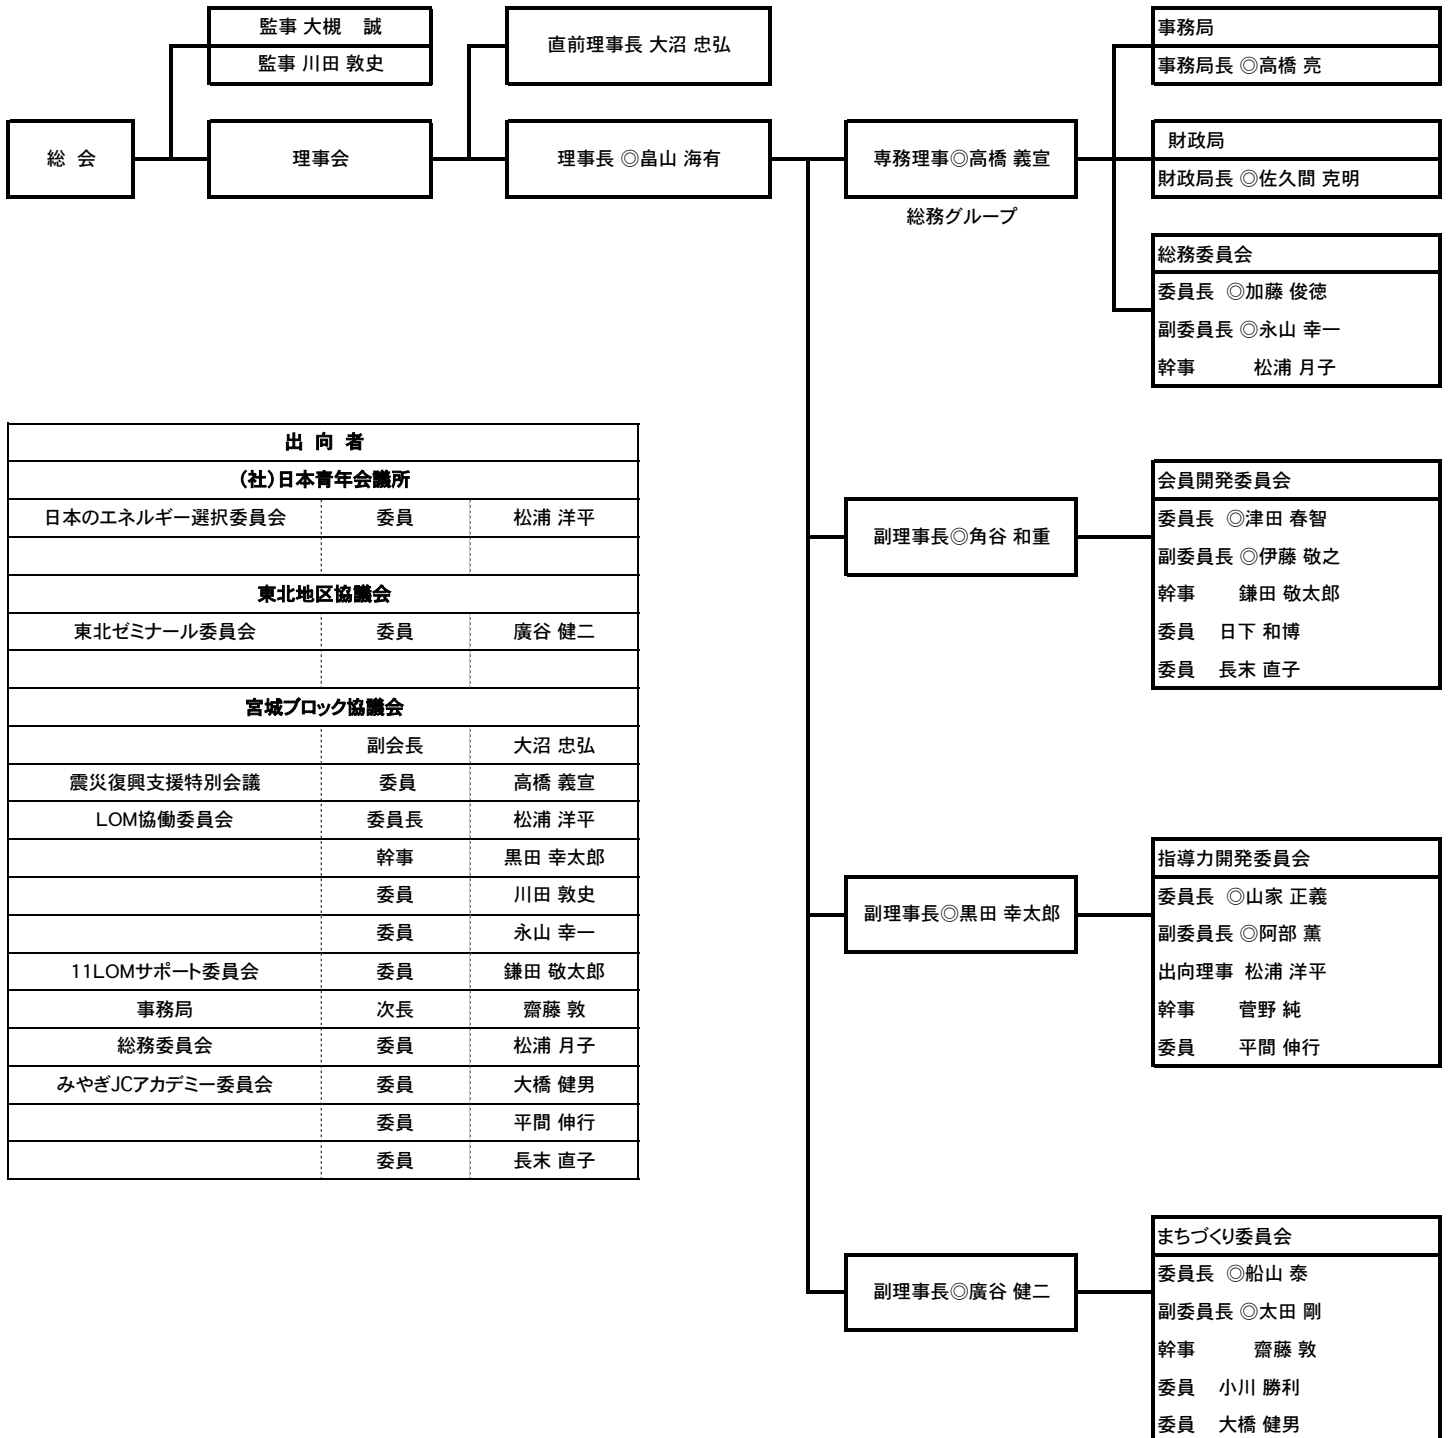 監事 大槻　誠
監事 川田 敦史
直前理事長 大沼 忠弘
総 会
理事会
理事長 ◎畠山 海有
専務理事◎高橋 義宣
総務グループ
事務局
事務局長 ◎高橋 亮
財政局
財政局長 ◎佐久間 克明
総務委員会
委員長 ◎加藤 俊徳
副委員長 ◎永山 幸一
幹事 松浦 月子
副理事長◎角谷 和重
会員開発委員会
委員長 ◎津田 春智
副委員長 ◎伊藤 敬之
幹事 鎌田 敬太郎
委員 日下 和博
委員 長末 直子
副理事長◎黒田 幸太郎
指導力開発委員会
委員長 ◎山家 正義
副委員長 ◎阿部 薫
出向理事 松浦 洋平
幹事 菅野 純
委員 平間 伸行
副理事長◎廣谷 健二
まちづくり委員会
委員長 ◎船山 泰
副委員長 ◎太田 剛
幹事 齋藤 敦
委員 小川 勝利
委員 大橋 健男
出 向 者
(社)日本青年会議所
日本のエネルギー選択委員会 委員 松浦 洋平
東北地区協議会
東北ゼミナール委員会 委員 廣谷 健二
宮城ブロック協議会
副会長 大沼 忠弘
震災復興支援特別会議 委員 高橋 義宣
LOM協働委員会 委員長 松浦 洋平
幹事 黒田 幸太郎
委員 川田 敦史
委員 永山 幸一
11LOMサポート委員会 委員 鎌田 敬太郎
事務局 次長 齋藤 敦
総務委員会 委員 松浦 月子
みやぎJCアカデミー委員会 委員 大橋 健男
委員 平間 伸行
委員 長末 直子